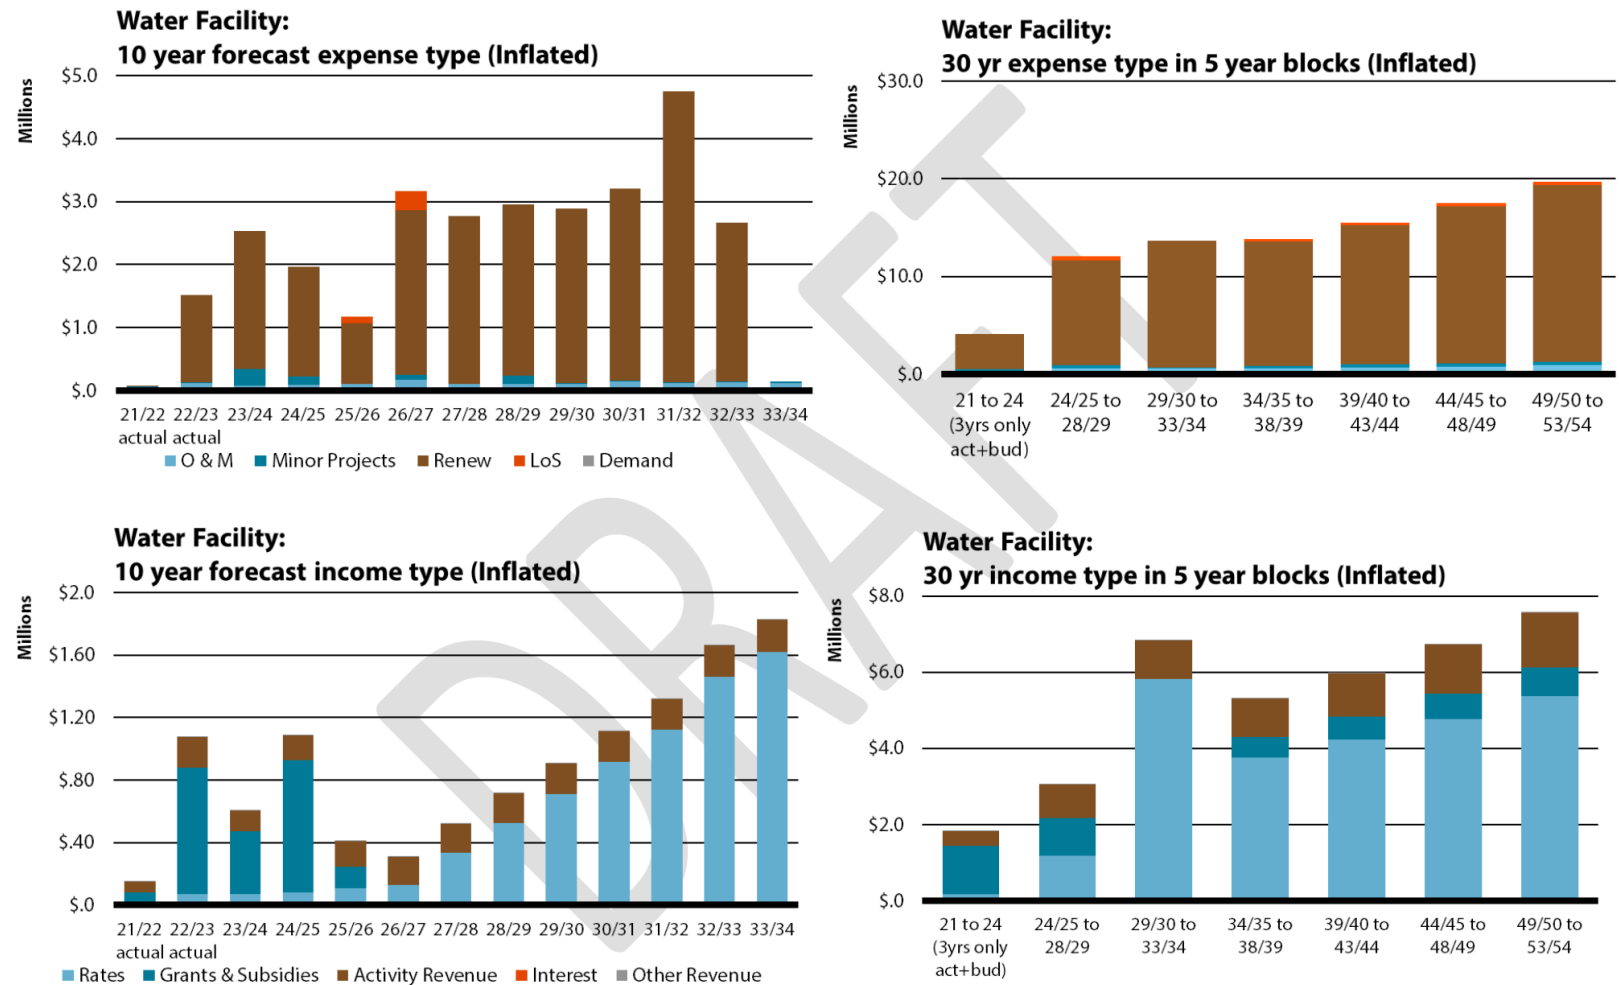 Water Facility:
10 year forecast expense type (Inflated)
Millions
$5.0
$4.0
$3.0
$2.0
$1.0
$.0
21/22 22/23 23/24 24/25 25/26 26/27 27/28 28/29 29/30 30/31 31/32 32/33 33/34
actual actual
O & M Minor Projects Renew LoS Demand
Water Facility:
30 yr expense type in 5 year blocks (Inflated)
Millions
$30.0
$20.0
$10.0
$.0
21 to 24 24/25 to 29/30 to 34/35 to 39/40 to 44/45 to 49/50 to
(3yrs only 28/29 33/34 38/39 43/44 48/49 53/54
act+bud)
Water Facility:
10 year forecast income type (Inflated)
Millions
$2.0
$1.60
$1.20
$.80
$.40
$.0
21/22 22/23 23/24 24/25 25/26 26/27 27/28 28/29 29/30 30/31 31/32 32/33 33/34
actual actual
Rates Grants & Subsidies Activity Revenue Interest Other Revenue
Water Facility:
30 yr income type in 5 year blocks (Inflated)
Millions
$8.0
$6.0
$4.0
$2.0
$.0
21 to 24 24/25 to 29/30 to 34/35 to 39/40 to 44/45 to 49/50 to
(3yrs only 28/29 33/34 38/39 43/44 48/49 53/54
act+bud)
DRAFT